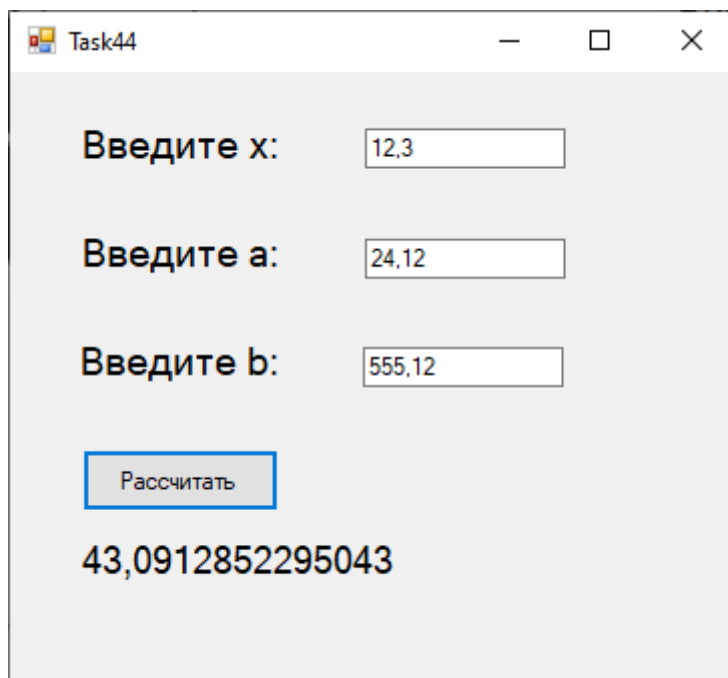 Task44
Введите x: 12,3
Введите a: 24,12
Введите b: 555,12
Рассчитать
43,0912852295043